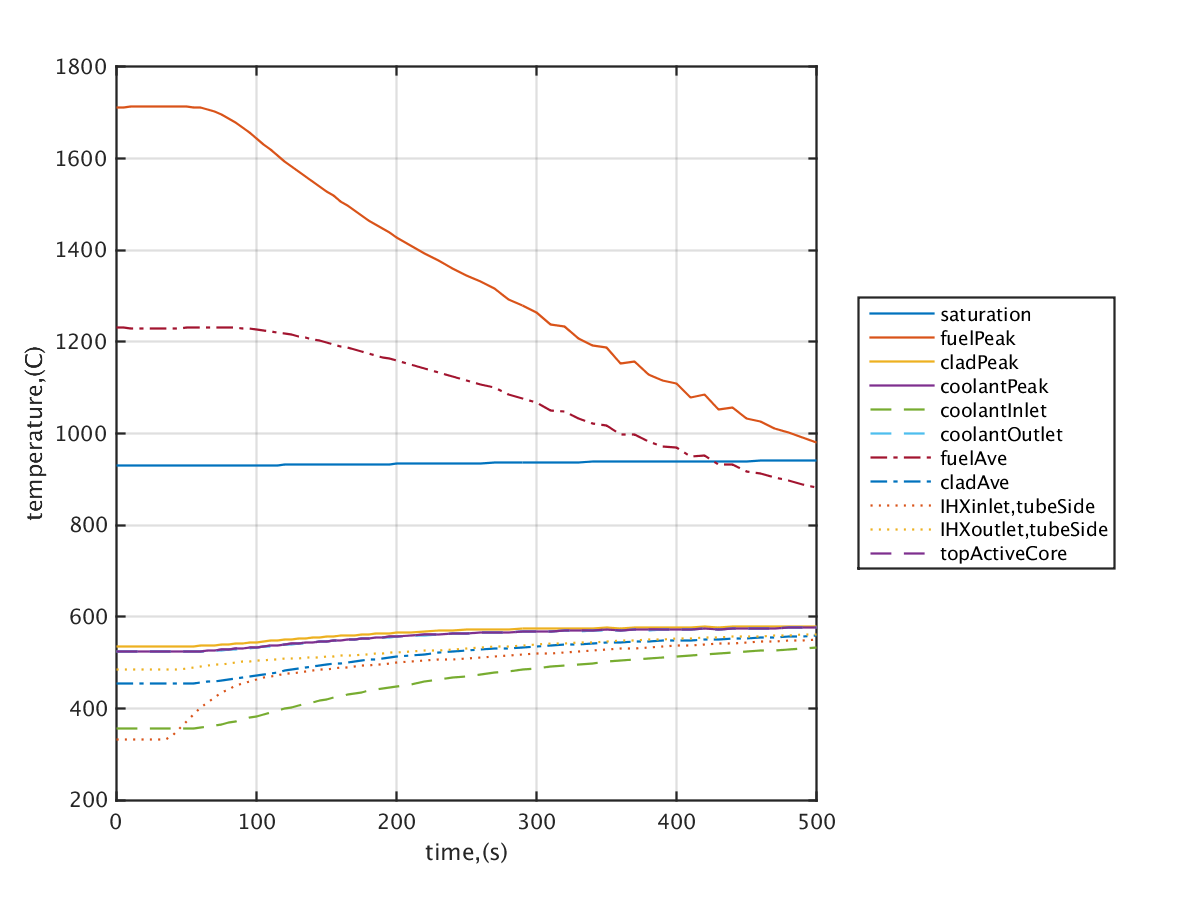 1800
1600
1400
1200
1000
800
600
400
200
temperature,(C)
0 100 200 300 400 500
time,(s)
saturation
fuelPeak
cladPeak
coolantPeak
coolantInlet
coolantOutlet
fuelAve
cladAve
IHXinlet,tubeSide
IHXoutlet,tubeSide
topActiveCore